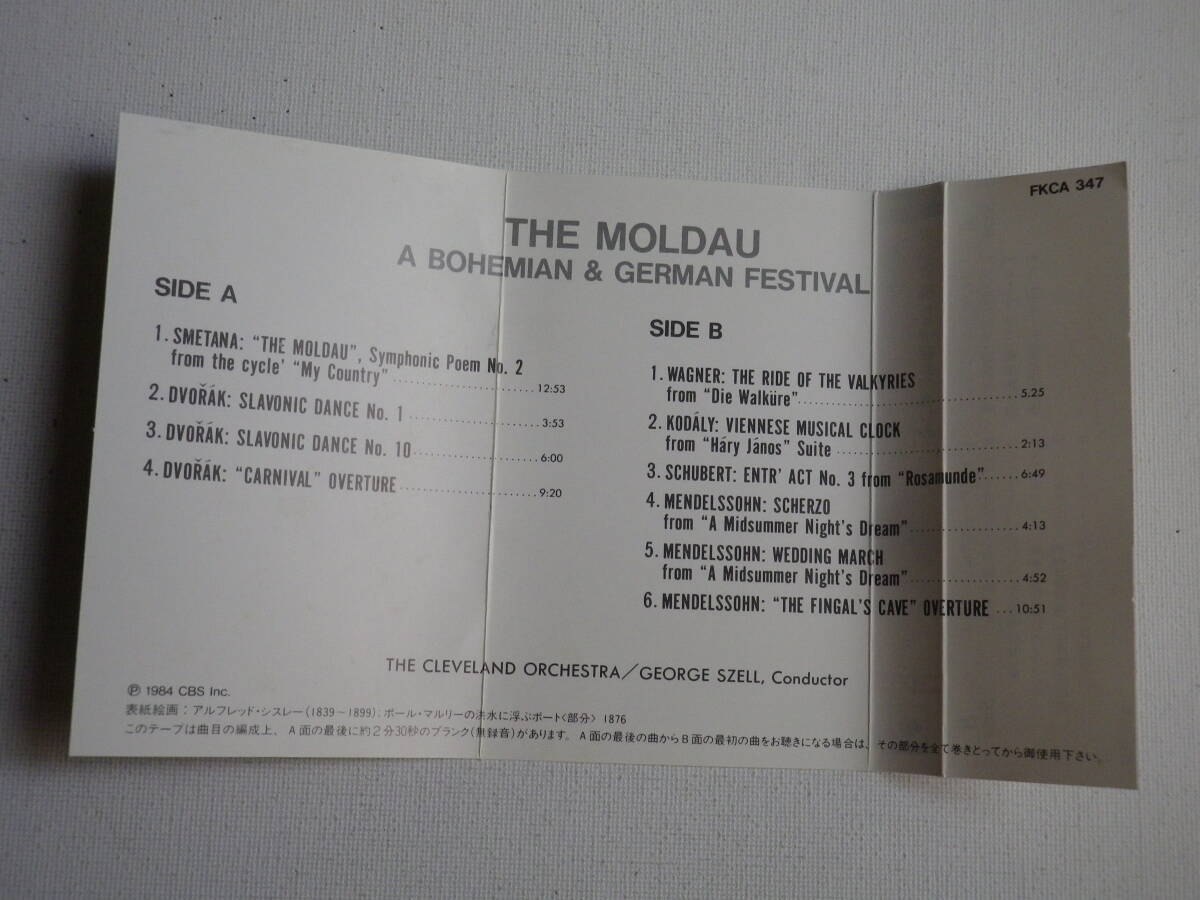 FKCA 347
THE MOLDAU
A BOHEMIAN & GERMAN FESTIVAL
SIDE A
1. SMETANA: "THE MOLDAU", Symphonic Poem No. 2
from the cycle' "My Country" ........................ 12:53
2. DVOŘÁK: SLAVONIC DANCE No. 1 ........................ 3:53
3. DVOŘÁK: SLAVONIC DANCE No. 10 ........................ 6:00
4. DVOŘÁK: "CARNIVAL" OVERTURE ........................ 9:20
SIDE B
1. WAGNER: THE RIDE OF THE VALKYRIES
from "Die Walküre" ........................ 5.25
2. KODÁLY: VIENNESE MUSICAL CLOCK
from "Háry János" Suite ........................ 2:13
3. SCHUBERT: ENTR' ACT No. 3 from "Rosamunde" ....... 6:49
4. MENDELSSOHN: SCHERZO
from "A Midsummer Night's Dream" ................... 4:13
5. MENDELSSOHN: WEDDING MARCH
from "A Midsummer Night's Dream" ................... 4:52
6. MENDELSSOHN: "THE FINGAL'S CAVE" OVERTURE ... 10:51
THE CLEVELAND ORCHESTRA/GEORGE SZELL, Conductor
℗ 1984 CBS Inc.
表紙絵画：アルフレッド・シスレー(1839～1899)；ポール・マルリーの洪水に浮ぶボート〈部分〉 1876
このテープは曲目の編成上、A面の最後に約2分30秒のブランク(無録音)があります。A面の最後の曲からB面の最初の曲をお聴きになる場合は、その部分を全て巻きとってから御使用下さい。